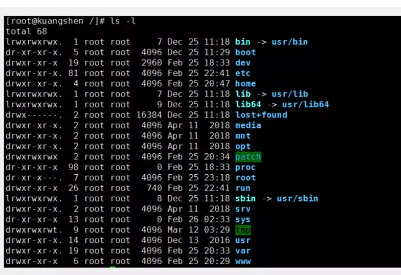 [root@kuangshen /]# ls -l
total 68
lrwxrwxrwx. 1 root root 7 Dec 25 11:18 bin -> usr/bin
dr-xr-xr-x. 5 root root 4096 Dec 25 11:29 boot
drwxr-xr-x 19 root root 2960 Feb 25 18:33 dev
drwxr-xr-x. 81 root root 4096 Feb 25 22:41 etc
drwxr-xr-x. 4 root root 4096 Feb 25 20:47 home
lrwxrwxrwx. 1 root root 7 Dec 25 11:18 lib -> usr/lib
lrwxrwxrwx. 1 root root 9 Dec 25 11:18 lib64 -> usr/lib64
drwx------. 2 root root 16384 Dec 25 11:18 lost+found
drwxr-xr-x. 2 root root 4096 Apr 11 2018 media
drwxr-xr-x. 2 root root 4096 Apr 11 2018 mnt
drwxr-xr-x. 2 root root 4096 Apr 11 2018 opt
drwxrwxrwx 2 root root 4096 Feb 25 20:34 patch
dr-xr-xr-x 98 root root 0 Feb 25 18:33 proc
dr-xr-x---. 7 root root 4096 Feb 25 23:18 root
drwxr-xr-x 26 root root 740 Feb 25 22:41 run
lrwxrwxrwx. 1 root root 8 Dec 25 11:18 sbin -> usr/sbin
drwxr-xr-x. 2 root root 4096 Apr 11 2018 srv
dr-xr-xr-x 13 root root 0 Feb 26 02:33 sys
drwxrwxrwt. 9 root root 4096 Mar 12 03:29 tmp
drwxr-xr-x. 14 root root 4096 Dec 13 2016 usr
drwxr-xr-x. 19 root root 4096 Feb 25 20:33 var
drwxr-xr-x 6 root root 4096 Feb 25 20:29 www